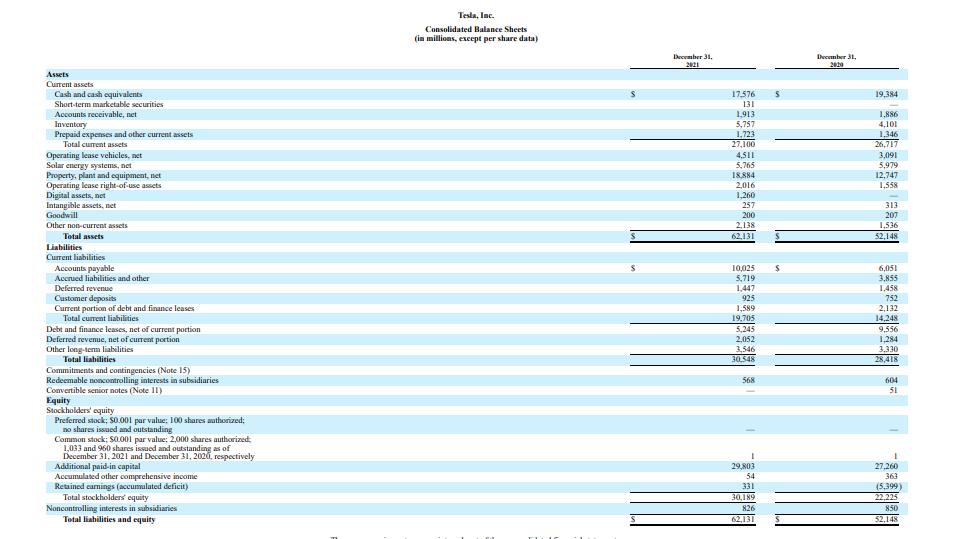 Tesla, Inc.
Consolidated Balance Sheets
(in millions, except per share data)
December 31, December 31,
2021 2020
Assets
Current assets
Cash and cash equivalents $ 17,576 $ 19,384
Short-term marketable securities 131 —
Accounts receivable, net 1,913 1,886
Inventory 5,757 4,101
Prepaid expenses and other current assets 1,723 1,346
Total current assets 27,100 26,717
Operating lease vehicles, net 4,511 3,091
Solar energy systems, net 5,765 5,979
Property, plant and equipment, net 18,884 12,747
Operating lease right-of-use assets 2,016 1,558
Digital assets, net 1,260 —
Intangible assets, net 257 313
Goodwill 200 207
Other non-current assets 2,138 1,536
Total assets $ 62,131 $ 52,148
Liabilities
Current liabilities
Accounts payable $ 10,025 $ 6,051
Accrued liabilities and other 5,719 3,855
Deferred revenue 1,447 1,458
Customer deposits 925 752
Current portion of debt and finance leases 1,589 2,132
Total current liabilities 19,705 14,248
Debt and finance leases, net of current portion 5,245 9,556
Deferred revenue, net of current portion 2,052 1,284
Other long-term liabilities 3,546 3,330
Total liabilities 30,548 28,418
Commitments and contingencies (Note 15)
Redeemable noncontrolling interests in subsidiaries 568 604
Convertible senior notes (Note 11) — 51
Equity
Stockholders' equity
Preferred stock; $0.001 par value; 100 shares authorized;
no shares issued and outstanding — —
Common stock; $0.001 par value; 2,000 shares authorized;
1,033 and 960 shares issued and outstanding as of
December 31, 2021 and December 31, 2020, respectively 1 1
Additional paid-in capital 29,803 27,260
Accumulated other comprehensive income 54 363
Retained earnings (accumulated deficit) 331 (5,399)
Total stockholders' equity 30,189 22,225
Noncontrolling interests in subsidiaries 826 850
Total liabilities and equity $ 62,131 $ 52,148